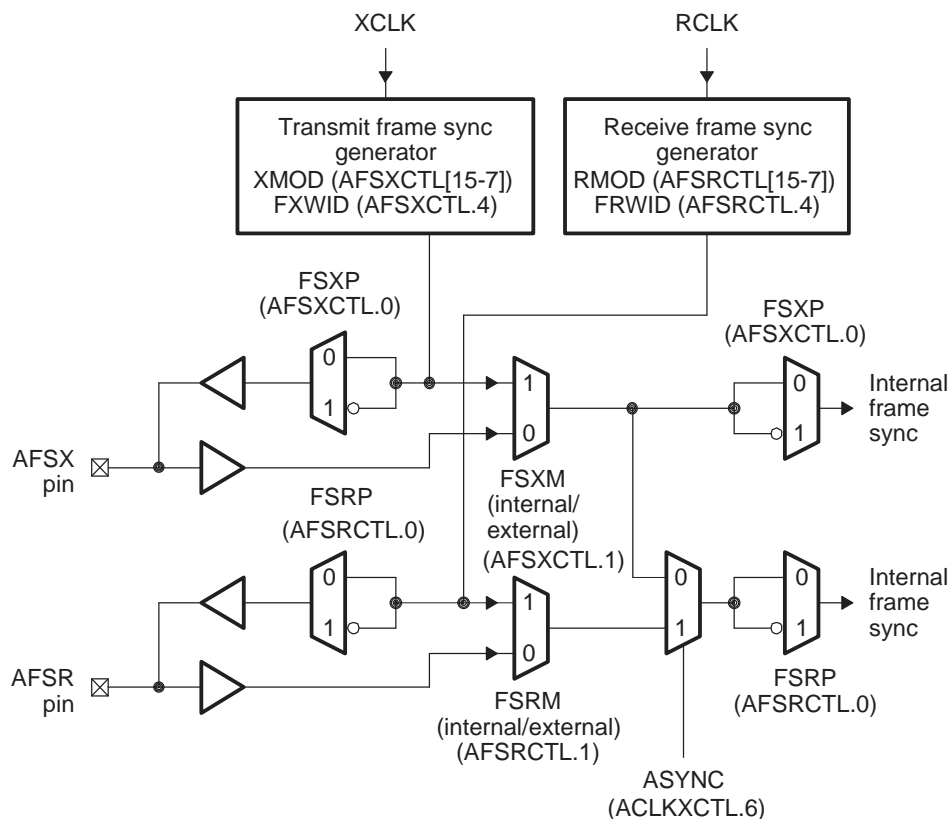 XCLK
RCLK
Transmit frame sync
generator
XMOD (AFSXCTL[15-7])
FXWID (AFSXCTL.4)
Receive frame sync
generator
RMOD (AFSRCTL[15-7])
FRWID (AFSRCTL.4)
FSXP
(AFSXCTL.0)
FSXP
(AFSXCTL.0)
0
1
1
0
0
1
Internal
frame
sync
AFSX
pin
FSXM
(internal/
external)
(AFSXCTL.1)
FSRP
(AFSRCTL.0)
0
1
1
0
0
1
0
1
Internal
frame
sync
AFSR
pin
FSRM
(internal/external)
(AFSRCTL.1)
FSRP
(AFSRCTL.0)
ASYNC
(ACLKXCTL.6)